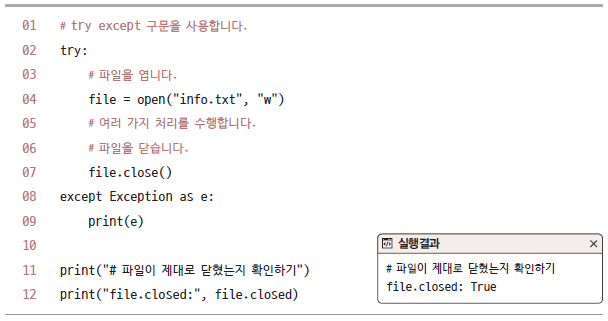 01 # try except 구문을 사용합니다.
02 try:
03 # 파일을 엽니다.
04 file = open("info.txt", "w")
05 # 여러 가지 처리를 수행합니다.
06 # 파일을 닫습니다.
07 file.close()
08 except Exception as e:
09 print(e)
10
11 print("# 파일이 제대로 닫혔는지 확인하기")
12 print("file.closed:", file.closed)
실행결과 ×
# 파일이 제대로 닫혔는지 확인하기
file.closed: True